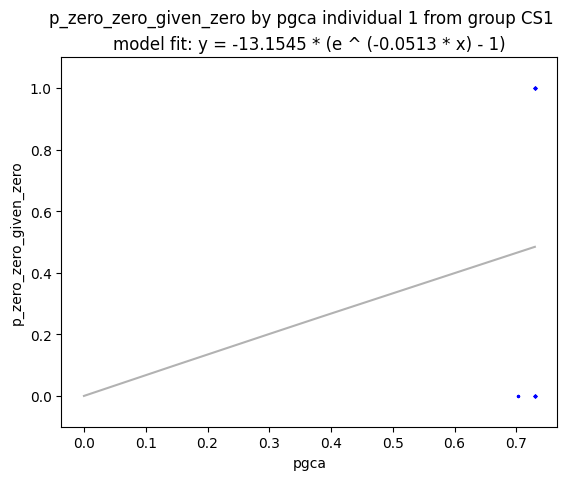 p_zero_zero_given_zero by pgca individual 1 from group CS1
model fit: y = -13.1545 * (e ^ (-0.0513 * x) - 1)
1.0
0.8
0.6
0.4
0.2
0.0
p_zero_zero_given_zero
0.0 0.1 0.2 0.3 0.4 0.5 0.6 0.7
pgca